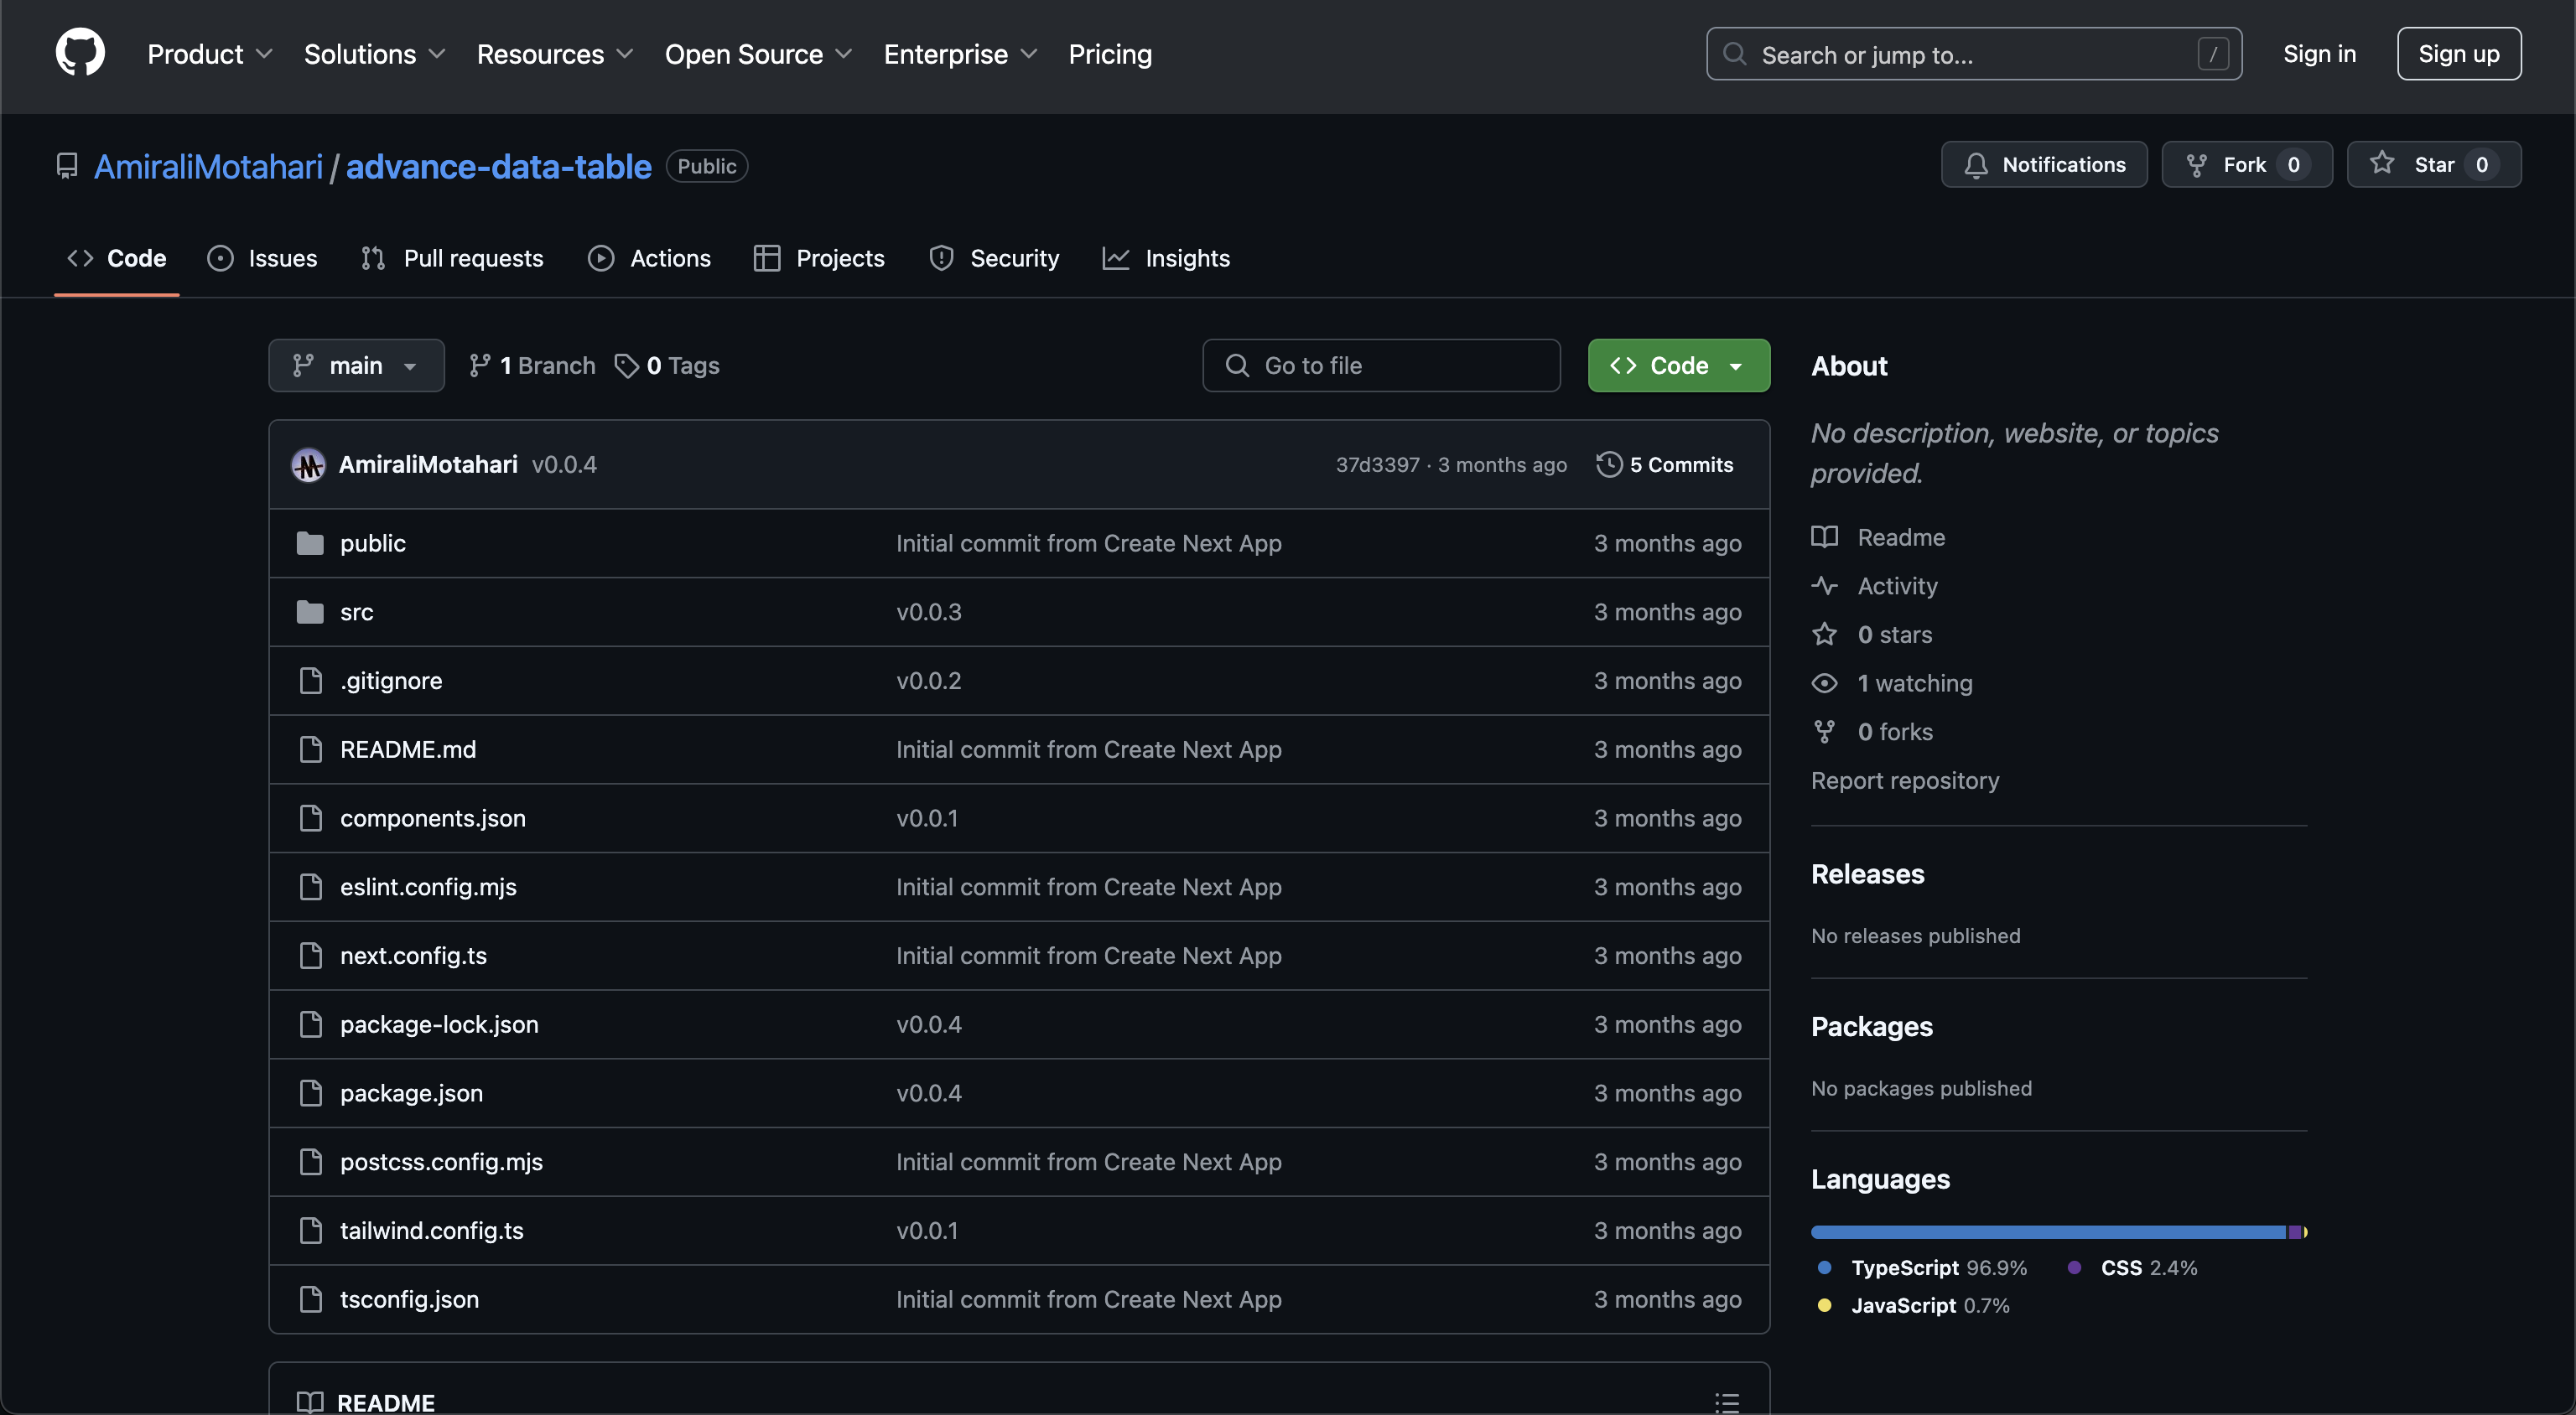 Product Solutions Resources Open Source Enterprise Pricing Search or jump to... / Sign in Sign up
AmiraliMotahari / advance-data-table Public Notifications Fork 0 Star 0
Code Issues Pull requests Actions Projects Security Insights
main 1 Branch 0 Tags Go to file Code
AmiraliMotahari v0.0.4 37d3397 · 3 months ago 5 Commits
public Initial commit from Create Next App 3 months ago
src v0.0.3 3 months ago
.gitignore v0.0.2 3 months ago
README.md Initial commit from Create Next App 3 months ago
components.json v0.0.1 3 months ago
eslint.config.mjs Initial commit from Create Next App 3 months ago
next.config.ts Initial commit from Create Next App 3 months ago
package-lock.json v0.0.4 3 months ago
package.json v0.0.4 3 months ago
postcss.config.mjs Initial commit from Create Next App 3 months ago
tailwind.config.ts v0.0.1 3 months ago
tsconfig.json Initial commit from Create Next App 3 months ago
README
About
No description, website, or topics
provided.
Readme
Activity
0 stars
1 watching
0 forks
Report repository
Releases
No releases published
Packages
No packages published
Languages
TypeScript 96.9% CSS 2.4%
JavaScript 0.7%